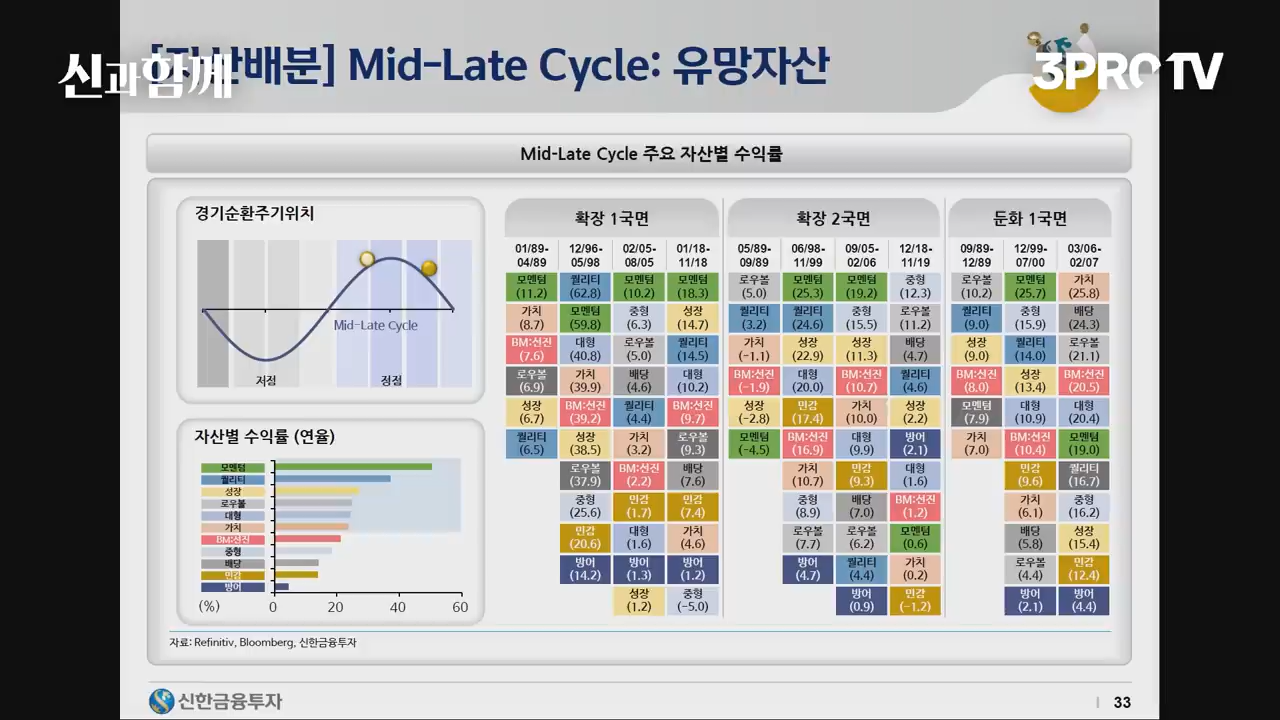 [자산배분] Mid-Late Cycle: 유망자산
신과함께
3PROTV
Mid-Late Cycle 주요 자산별 수익률
경기순환주기위치
Mid-Late Cycle
저점 정점
자산별 수익률 (연율)
모멘텀
퀄리티
성장
로우볼
대형
가치
BM:선진
중형
배당
민감
방어
(%) 0 20 40 60
확장 1국면 확장 2국면 둔화 1국면
01/89- 12/96- 02/05- 01/18- 05/89- 06/98- 09/05- 12/18- 09/89- 12/99- 03/06-
04/89 05/98 08/05 11/18 09/89 11/99 02/06 11/19 12/89 07/00 02/07
모멘텀 퀄리티 모멘텀 모멘텀 로우볼 모멘텀 모멘텀 중형 로우볼 모멘텀 가치
(11.2) (62.8) (10.2) (18.3) (5.0) (25.3) (19.2) (12.3) (10.2) (25.7) (25.8)
가치 모멘텀 중형 성장 퀄리티 퀄리티 중형 로우볼 퀄리티 중형 배당
(8.7) (59.8) (6.3) (14.7) (3.2) (24.6) (15.5) (11.2) (9.0) (15.9) (24.3)
BM:선진 대형 로우볼 퀄리티 가치 성장 성장 배당 성장 퀄리티 로우볼
(7.6) (40.8) (5.0) (14.5) (-1.1) (22.9) (11.3) (4.7) (9.0) (14.0) (21.1)
로우볼 가치 배당 대형 BM:선진 대형 BM:선진 퀄리티 BM:선진 성장 BM:선진
(6.9) (39.9) (4.6) (10.2) (-1.9) (20.0) (10.7) (4.6) (8.0) (13.4) (20.5)
성장 BM:선진 퀄리티 BM:선진 성장 민감 가치 성장 모멘텀 대형 대형
(6.7) (39.2) (4.4) (9.7) (-2.8) (17.4) (10.0) (2.2) (7.9) (10.9) (20.4)
퀄리티 성장 가치 로우볼 모멘텀 BM:선진 대형 방어 가치 BM:선진 모멘텀
(6.5) (38.5) (3.2) (9.3) (-4.5) (16.9) (9.9) (2.1) (7.0) (10.4) (19.0)
로우볼 BM:선진 배당 가치 민감 대형 민감 퀄리티
(37.9) (2.2) (7.6) (10.7) (9.3) (1.6) (9.6) (16.7)
중형 민감 민감 중형 배당 BM:선진 가치 중형
(25.6) (1.7) (7.4) (8.9) (7.0) (1.2) (6.1) (16.2)
민감 대형 가치 로우볼 로우볼 모멘텀 배당 성장
(20.6) (1.6) (4.6) (7.7) (6.2) (0.6) (5.8) (15.4)
방어 방어 방어 방어 퀄리티 가치 로우볼 민감
(14.2) (1.3) (1.2) (4.7) (4.4) (0.2) (4.4) (12.4)
성장 중형 방어 민감 방어 방어
(1.2) (-5.0) (0.9) (-1.2) (2.1) (4.4)
자료: Refinitiv, Bloomberg, 신한금융투자
신한금융투자
33